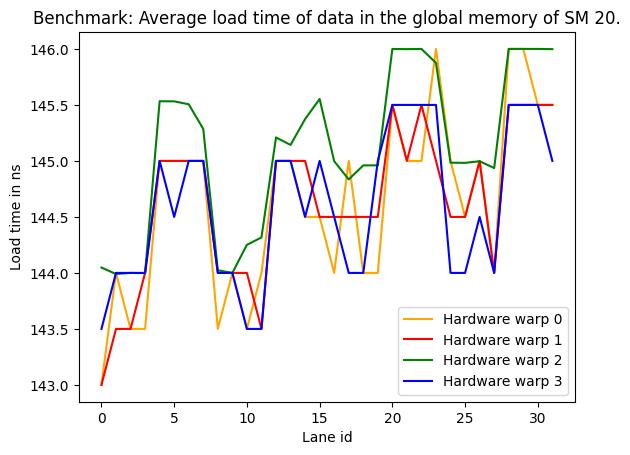 Benchmark: Average load time of data in the global memory of SM 20.
Load time in ns
146.0
145.5
145.0
144.5
144.0
143.5
143.0
Hardware warp 0
Hardware warp 1
Hardware warp 2
Hardware warp 3
0 5 10 15 20 25 30
Lane id